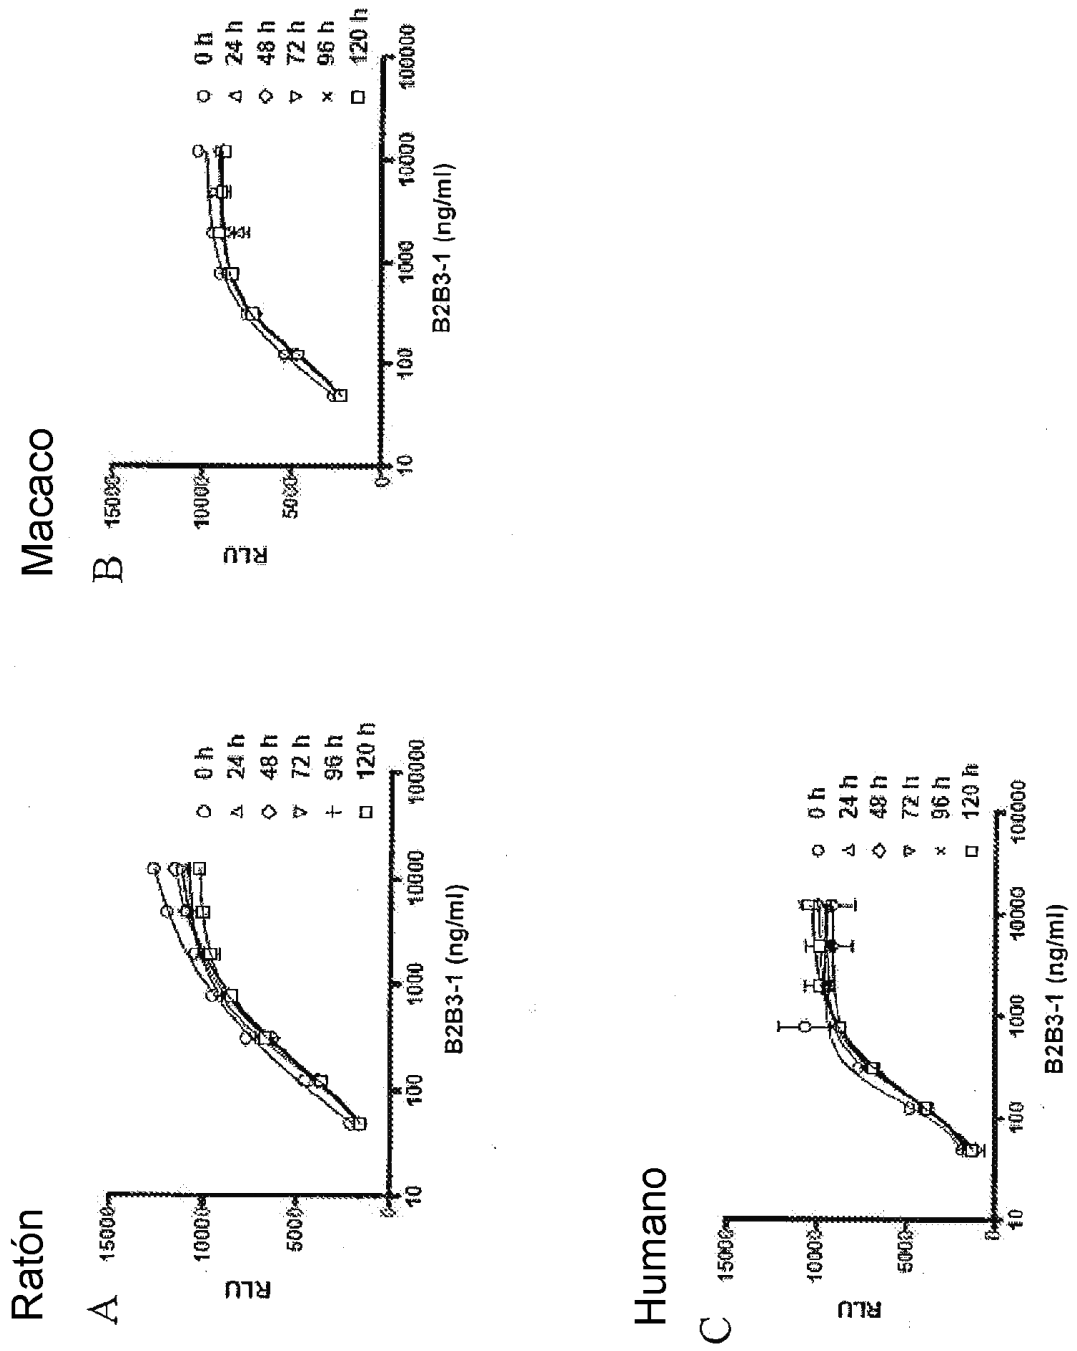 Ratón
A
15000
10000
5000
0
RLU
10
100
1000
10000
100000
B2B3-1 (ng/ml)
0 h
24 h
48 h
72 h
96 h
120 h
Macaco
B
15000
10000
5000
0
RLU
10
100
1000
10000
100000
B2B3-1 (ng/ml)
0 h
24 h
48 h
72 h
96 h
120 h
Humano
C
15000
10000
5000
0
RLU
10
100
1000
10000
100000
B2B3-1 (ng/ml)
0 h
24 h
48 h
72 h
96 h
120 h